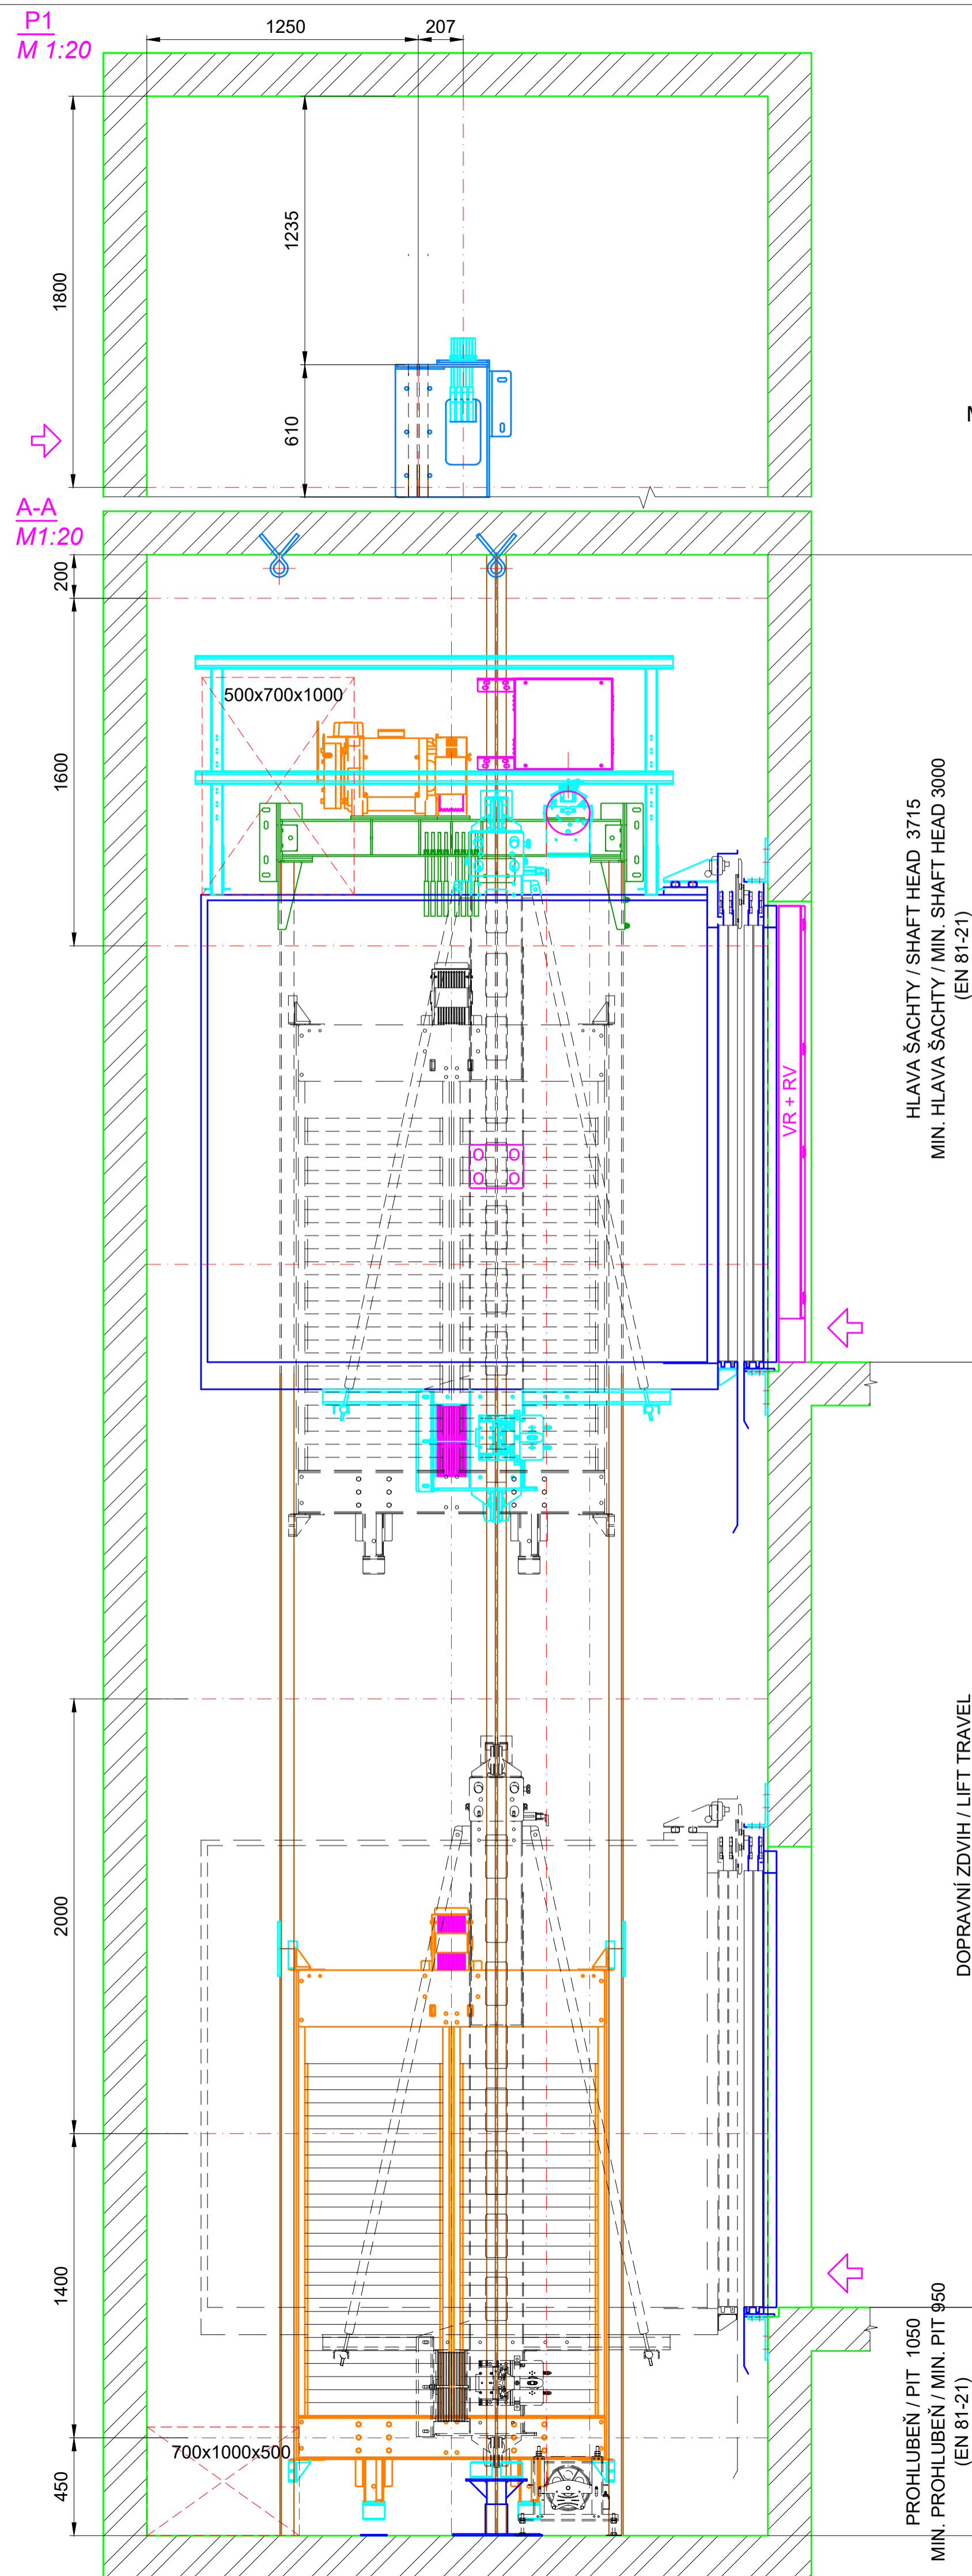 P1
M 1:20
1250
207
1800
1235
610
M
A-A
M1:20
200
1600
500x700x1000
VR + RV
HLAVA ŠACHTY / SHAFT HEAD 3715
MIN. HLAVA ŠACHTY / MIN. SHAFT HEAD 3000
(EN 81-21)
DOPRAVNÍ ZDVIH / LIFT TRAVEL
2000
1400
450
700x1000x500
PROHLUBEŇ / PIT 1050
MIN. PROHLUBEŇ / MIN. PIT 950
(EN 81-21)